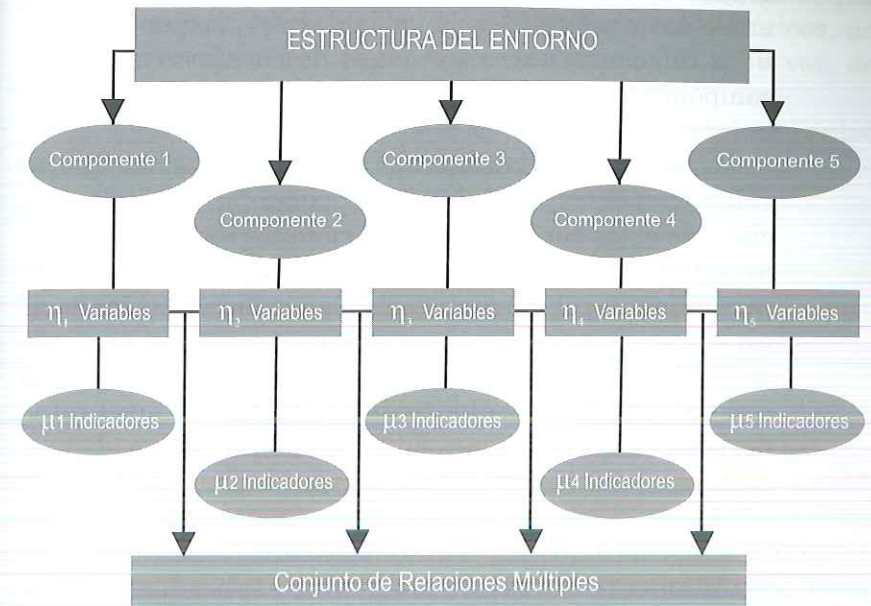 ESTRUCTURA DEL ENTORNO
Componente 1
Componente 3
Componente 5
Componente 2
Componente 4
η₁ Variables
η₂ Variables
η₃ Variables
η₄ Variables
η₅ Variables
μ1 Indicadores
μ3 Indicadores
μ5 Indicadores
μ2 Indicadores
μ4 Indicadores
Conjunto de Relaciones Múltiples